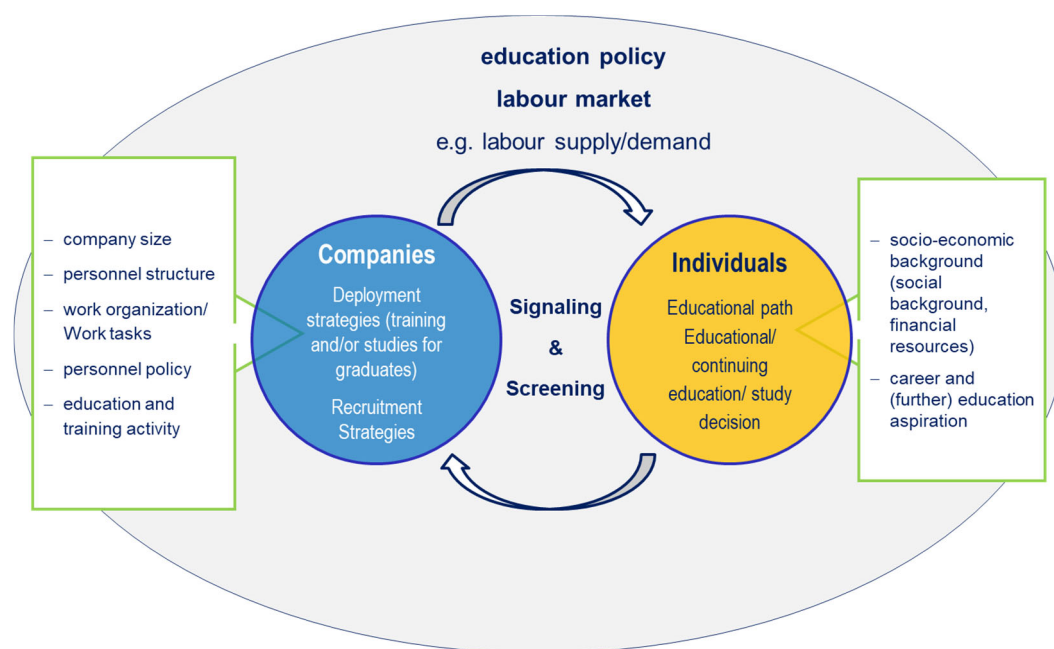 education policy
labour market
e.g. labour supply/demand
– company size
– personnel structure
– work organization/
Work tasks
– personnel policy
– education and
training activity
Companies
Deployment
strategies (training
and/or studies for
graduates)
Recruitment
Strategies
Signaling
&
Screening
Individuals
Educational path
Educational/
continuing
education/ study
decision
– socio-economic
background
(social
background,
financial
resources)
– career and
(further) education
aspiration